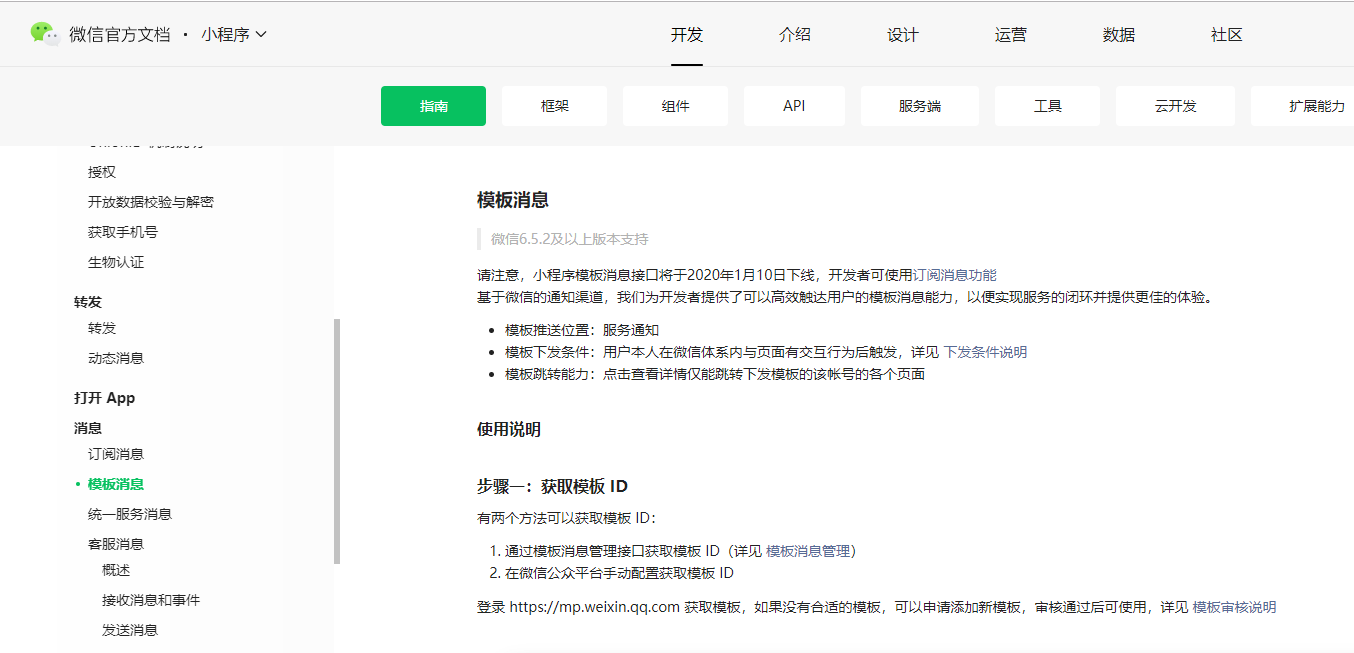 微信官方文档 · 小程序
开发 介绍 设计 运营 数据 社区
指南 框架 组件 API 服务端 工具 云开发 扩展能力
授权
开放数据校验与解密
获取手机号
生物认证
转发
转发
动态消息
打开 App
消息
订阅消息
模板消息
统一服务消息
客服消息
概述
接收消息和事件
发送消息
模板消息
微信6.5.2及以上版本支持
请注意，小程序模板消息接口将于2020年1月10日下线，开发者可使用订阅消息功能
基于微信的通知渠道，我们为开发者提供了可以高效触达用户的模板消息能力，以便实现服务的闭环并提供更佳的体验。
• 模板推送位置：服务通知
• 模板下发条件：用户本人在微信体系内与页面有交互行为后触发，详见 下发条件说明
• 模板跳转能力：点击查看详情仅能跳转下发模板的该帐号的各个页面
使用说明
步骤一：获取模板 ID
有两个方法可以获取模板 ID：
1. 通过模板消息管理接口获取模板 ID（详见 模板消息管理）
2. 在微信公众平台手动配置获取模板 ID
登录 https://mp.weixin.qq.com 获取模板，如果没有合适的模板，可以申请添加新模板，审核通过后可使用，详见 模板审核说明